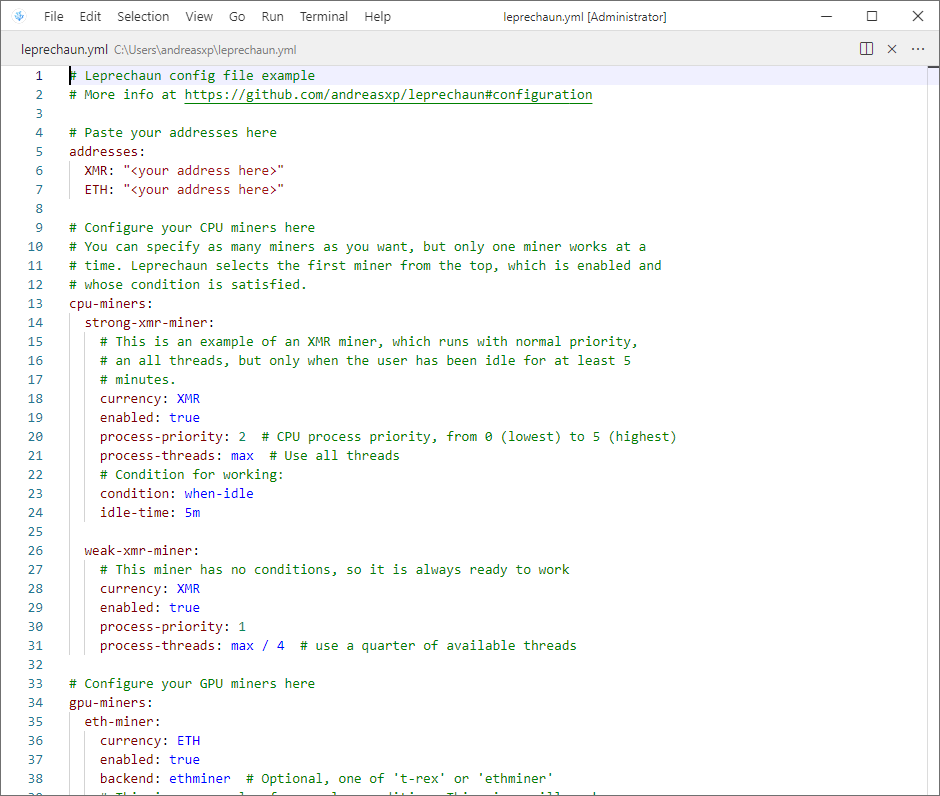 File Edit Selection View Go Run Terminal Help leprechaun.yml [Administrator]
leprechaun.yml C:\Users\andreasxp\leprechaun.yml
1 # Leprechaun config file example
2 # More info at https://github.com/andreasxp/leprechaun#configuration
3
4 # Paste your addresses here
5 addresses:
6 XMR: "<your address here>"
7 ETH: "<your address here>"
8
9 # Configure your CPU miners here
10 # You can specify as many miners as you want, but only one miner works at a
11 # time. Leprechaun selects the first miner from the top, which is enabled and
12 # whose condition is satisfied.
13 cpu-miners:
14 strong-xmr-miner:
15 # This is an example of an XMR miner, which runs with normal priority,
16 # an all threads, but only when the user has been idle for at least 5
17 # minutes.
18 currency: XMR
19 enabled: true
20 process-priority: 2 # CPU process priority, from 0 (lowest) to 5 (highest)
21 process-threads: max # Use all threads
22 # Condition for working:
23 condition: when-idle
24 idle-time: 5m
25
26 weak-xmr-miner:
27 # This miner has no conditions, so it is always ready to work
28 currency: XMR
29 enabled: true
30 process-priority: 1
31 process-threads: max / 4 # use a quarter of available threads
32
33 # Configure your GPU miners here
34 gpu-miners:
35 eth-miner:
36 currency: ETH
37 enabled: true
38 backend: ethminer # Optional, one of 't-rex' or 'ethminer'